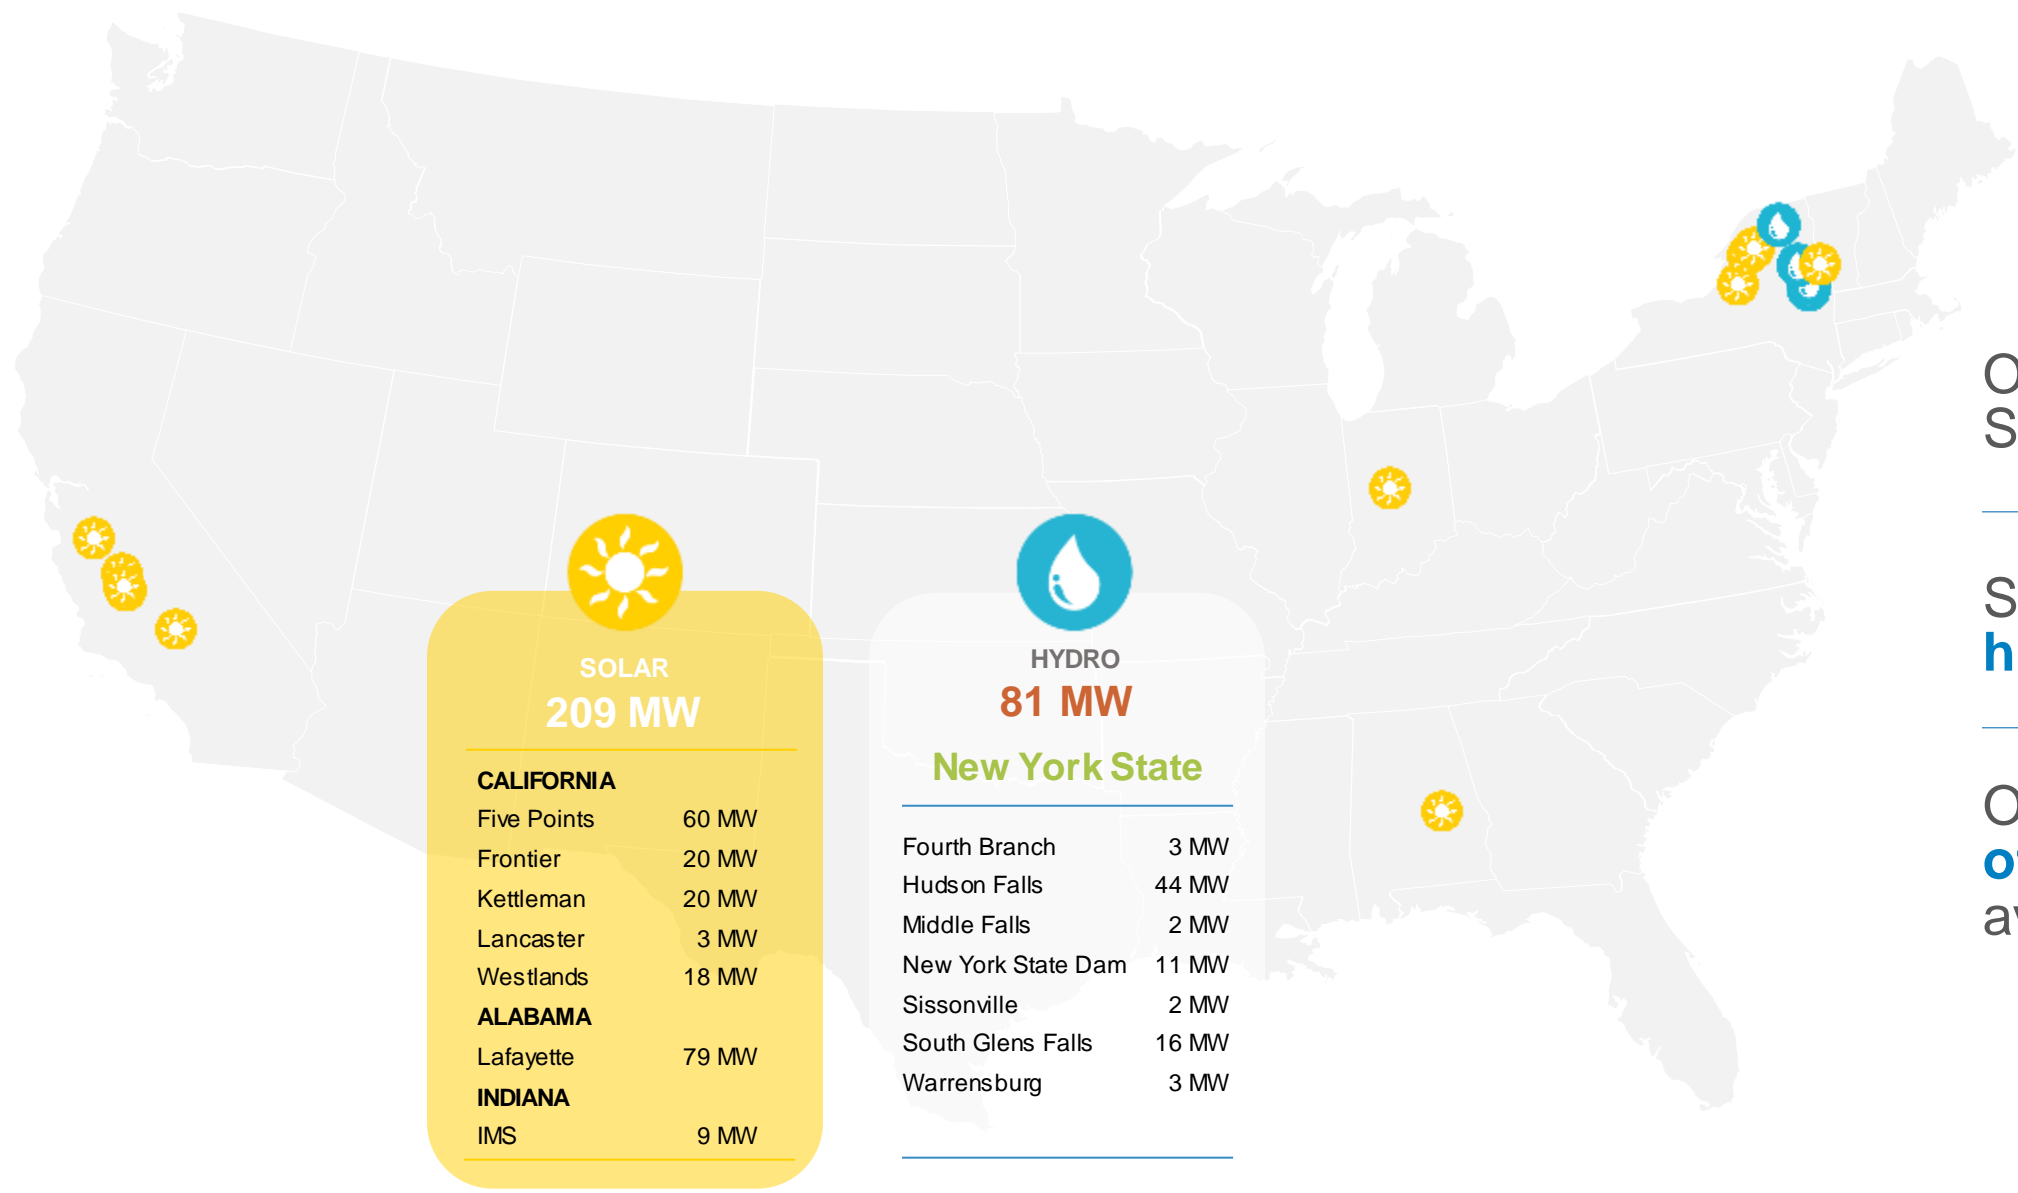 SOLAR
209 MW
CALIFORNIA
Five Points 60 MW
Frontier 20 MW
Kettleman 20 MW
Lancaster 3 MW
Westlands 18 MW
ALABAMA
Lafayette 79 MW
INDIANA
IMS 9 MW
HYDRO
81 MW
New York State
Fourth Branch 3 MW
Hudson Falls 44 MW
Middle Falls 2 MW
New York State Dam 11 MW
Sissonville 2 MW
South Glens Falls 16 MW
Warrensburg 3 MW